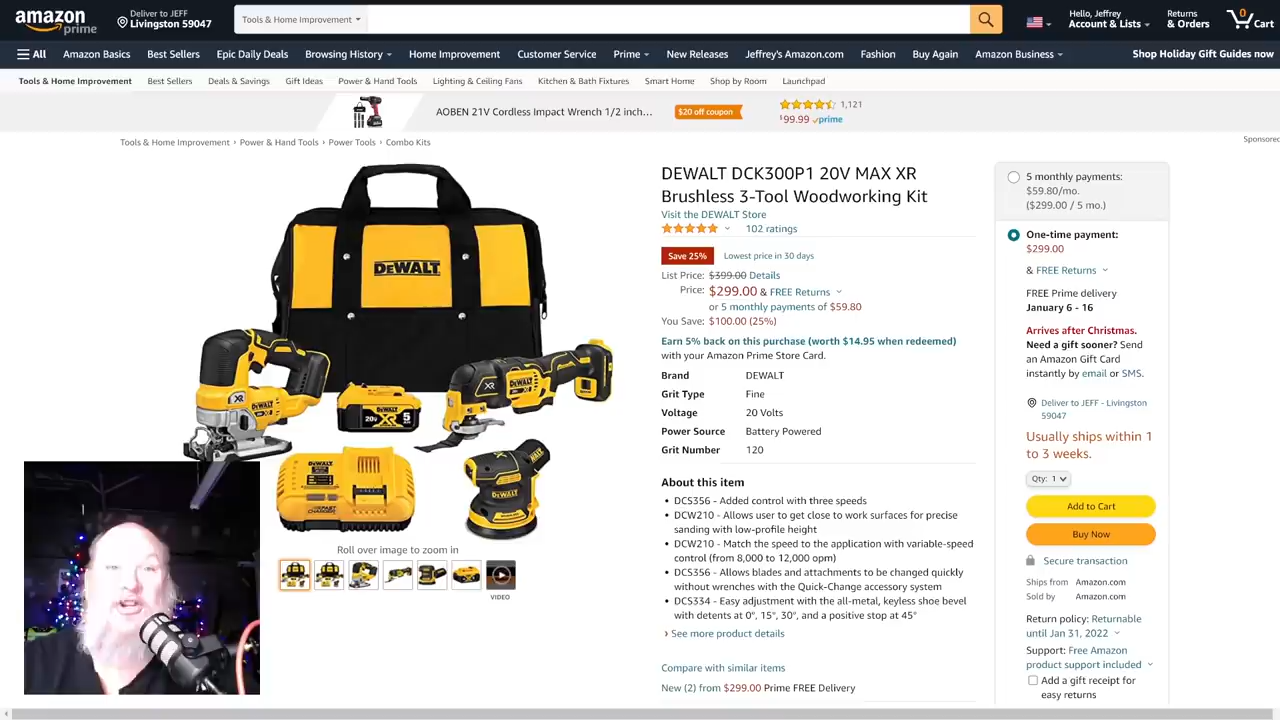 amazon
prime
Deliver to JEFF
Livingston 59047
Tools & Home Improvement
Hello, Jeffrey
Account & Lists
Returns
& Orders
0
Cart
All
Amazon Basics
Best Sellers
Epic Daily Deals
Browsing History
Home Improvement
Customer Service
Prime
New Releases
Jeffrey's Amazon.com
Fashion
Buy Again
Amazon Business
Shop Holiday Gift Guides now
Tools & Home Improvement
Best Sellers
Deals & Savings
Gift Ideas
Power & Hand Tools
Lighting & Ceiling Fans
Kitchen & Bath Fixtures
Smart Home
Shop by Room
Launchpad
AOBEN 21V Cordless Impact Wrench 1/2 inch...
$20 off coupon
1,121
$99.99 prime
Tools & Home Improvement › Power & Hand Tools › Power Tools › Combo Kits
Sponsored
DEWALT
XR
DEWALT
20V XR 5
DEWALT
XR DEWALT
DEWALT
FAST CHARGER
DEWALT
Roll over image to zoom in
VIDEO
DEWALT DCK300P1 20V MAX XR
Brushless 3-Tool Woodworking Kit
Visit the DEWALT Store
102 ratings
Save 25%
Lowest price in 30 days
List Price: $399.00 Details
Price: $299.00 & FREE Returns
or 5 monthly payments of $59.80
You Save: $100.00 (25%)
Earn 5% back on this purchase (worth $14.95 when redeemed)
with your Amazon Prime Store Card.
Brand DEWALT
Grit Type Fine
Voltage 20 Volts
Power Source Battery Powered
Grit Number 120
About this item
• DCS356 - Added control with three speeds
• DCW210 - Allows user to get close to work surfaces for precise
sanding with low-profile height
• DCW210 - Match the speed to the application with variable-speed
control (from 8,000 to 12,000 opm)
• DCS356 - Allows blades and attachments to be changed quickly
without wrenches with the Quick-Change accessory system
• DCS334 - Easy adjustment with the all-metal, keyless shoe bevel
with detents at 0°, 15°, 30°, and a positive stop at 45°
› See more product details
Compare with similar items
New (2) from $299.00 Prime FREE Delivery
5 monthly payments:
$59.80/mo.
($299.00 / 5 mo.)
One-time payment:
$299.00
& FREE Returns
FREE Prime delivery
January 6 - 16
Arrives after Christmas.
Need a gift sooner? Send
an Amazon Gift Card
instantly by email or SMS.
Deliver to JEFF - Livingston
59047
Usually ships within 1
to 3 weeks.
Qty: 1
Add to Cart
Buy Now
Secure transaction
Ships from Amazon.com
Sold by Amazon.com
Return policy: Returnable
until Jan 31, 2022
Support: Free Amazon
product support included
Add a gift receipt for
easy returns